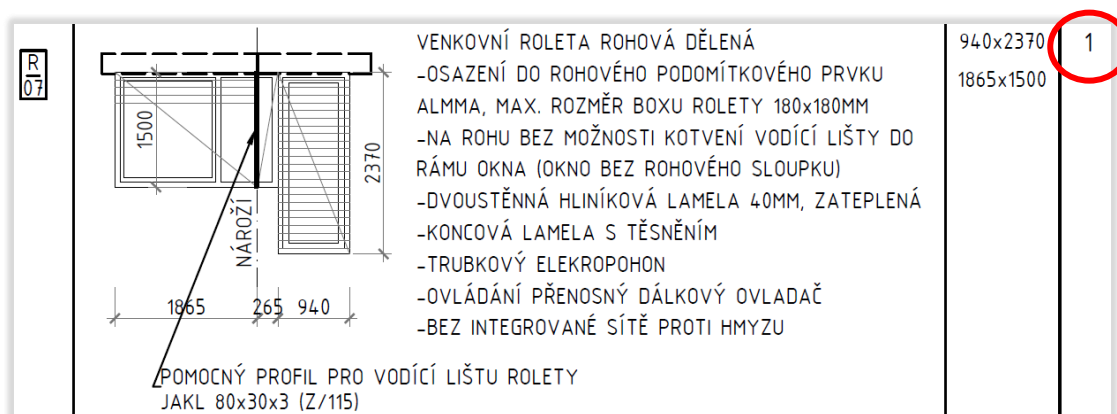 R
07
1500
2370
NÁROŽÍ
1865 265 940
VENKOVNÍ ROLETA ROHOVÁ DĚLENÁ
-OSAZENÍ DO ROHOVÉHO PODOMÍTKOVÉHO PRVKU
ALMMA, MAX. ROZMĚR BOXU ROLETY 180x180MM
-NA ROHU BEZ MOŽNOSTI KOTVENÍ VODÍCÍ LIŠTY DO
RÁMU OKNA (OKNO BEZ ROHOVÉHO SLOUPKU)
-DVOUSTĚNNÁ HLINÍKOVÁ LAMELA 40MM, ZATEPLENÁ
-KONCOVÁ LAMELA S TĚSNĚNÍM
-TRUBKOVÝ ELEKROPOHON
-OVLÁDÁNÍ PŘENOSNÝ DÁLKOVÝ OVLADAČ
-BEZ INTEGROVANÉ SÍTĚ PROTI HMYZU
POMOCNÝ PROFIL PRO VODÍCÍ LIŠTU ROLETY
JAKL 80x30x3 (Z/115)
940x2370
1865x1500
1